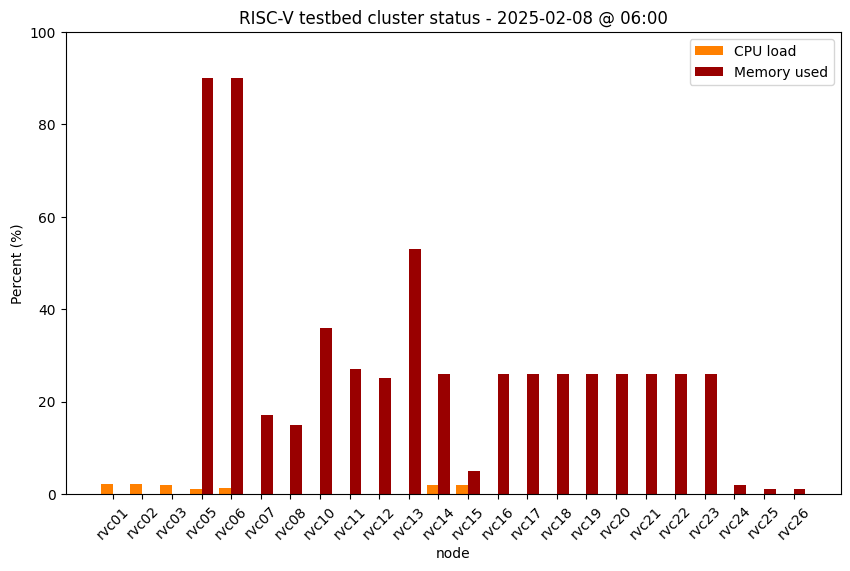 RISC-V testbed cluster status - 2025-02-08 @ 06:00
CPU load
Memory used
Percent (%)
100
80
60
40
20
0
rvc01
rvc02
rvc03
rvc05
rvc06
rvc07
rvc08
rvc10
rvc11
rvc12
rvc13
rvc14
rvc15
rvc16
rvc17
rvc18
rvc19
rvc20
rvc21
rvc22
rvc23
rvc24
rvc25
rvc26
node